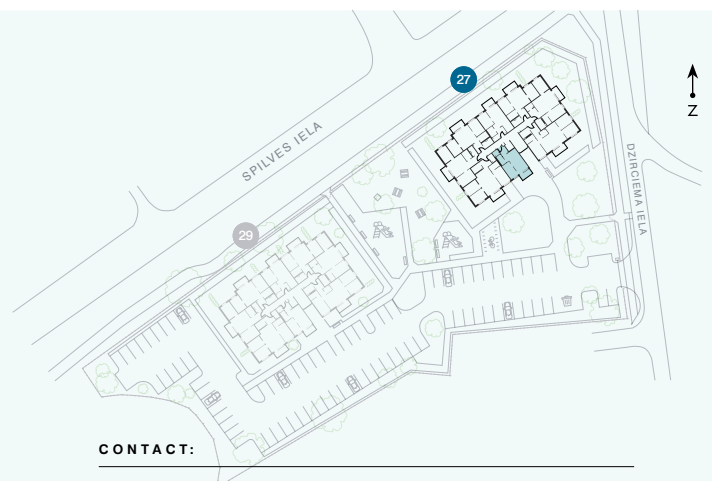 27
Z
SPILVES IELA
DZIRCIEMA IELA
29
CONTACT: